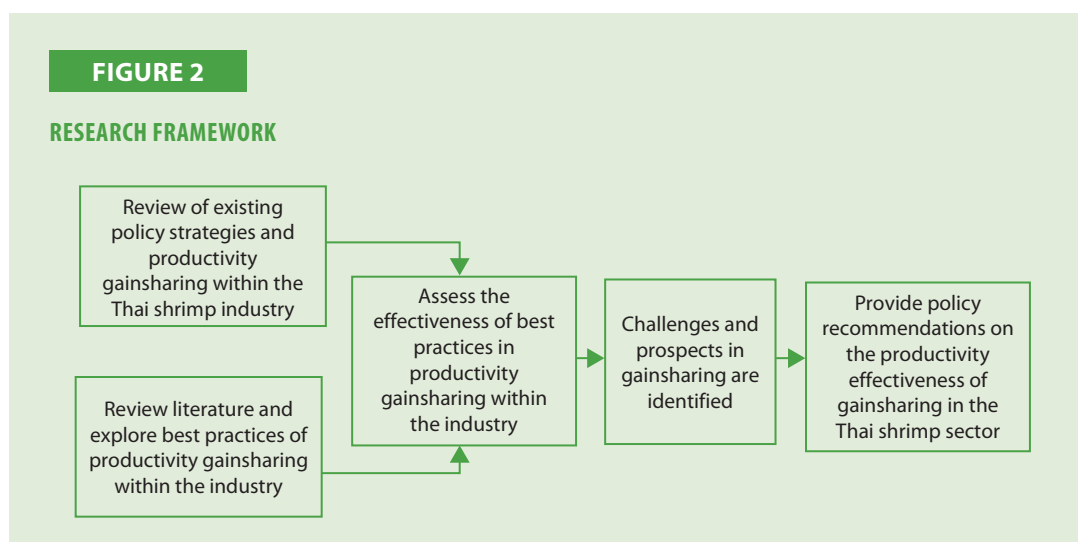 FIGURE 2
RESEARCH FRAMEWORK
Review of existing
policy strategies and
productivity
gainsharing within the
Thai shrimp industry
Review literature and
explore best practices of
productivity gainsharing
within the industry
Assess the
effectiveness of best
practices in
productivity
gainsharing within
the industry
Challenges and
prospects in
gainsharing are
identified
Provide policy
recommendations on
the productivity
effectiveness of
gainsharing in the
Thai shrimp sector